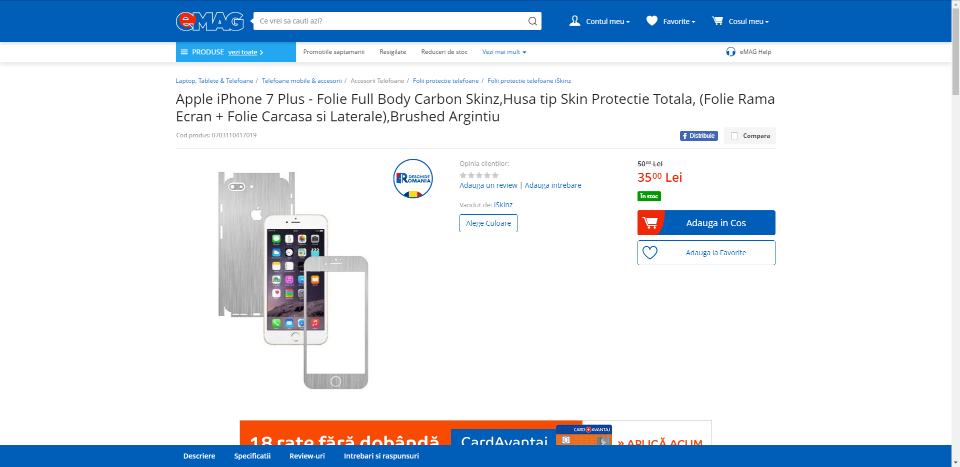 eMAG
Ce vrei sa cauti azi?
Contul meu
Favorite
Cosul meu
PRODUSE vezi toate
Promotiile saptamanii
Resigilate
Reduceri de stoc
Vezi mai mult
eMAG Help
Laptop, Tablete & Telefoane / Telefoane mobile & accesorii / Accesorii Telefoane / Folii protectie telefoane / Folii protectie telefoane iSkinz
Apple iPhone 7 Plus - Folie Full Body Carbon Skinz,Husa tip Skin Protectie Totala, (Folie Rama
Ecran + Folie Carcasa si Laterale),Brushed Argintiu
Cod produs: 0703110417019
Distribuie
Compara
DESCHIDE
ROMANIA
Opinia clientilor:
Adauga un review | Adauga intrebare
Vandut de: iSkinz
Alege Culoare
50⁰⁰ Lei
35⁰⁰ Lei
In stoc
Adauga in Cos
Adauga la Favorite
18 rate fără dobândă
CardAvantaj
CARD AVANTAJ
» APLICĂ ACUM
Descriere
Specificatii
Review-uri
Intrebari si raspunsuri